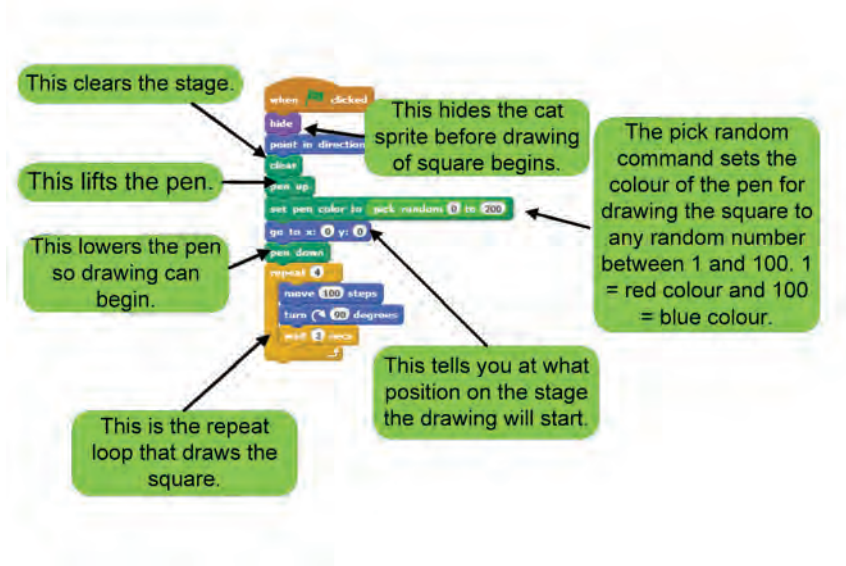 This clears the stage.
when clicked
hide
point in direction
clear
pen up
set pen color to pick random 0 to 200
go to x: 0 y: 0
pen down
repeat 4
move 100 steps
turn 90 degrees
wait secs
This hides the cat
sprite before drawing
of square begins.
The pick random
command sets the
colour of the pen for
drawing the square to
any random number
between 1 and 100. 1
= red colour and 100
= blue colour.
This lifts the pen.
This lowers the pen
so drawing can
begin.
This tells you at what
position on the stage
the drawing will start.
This is the repeat
loop that draws the
square.